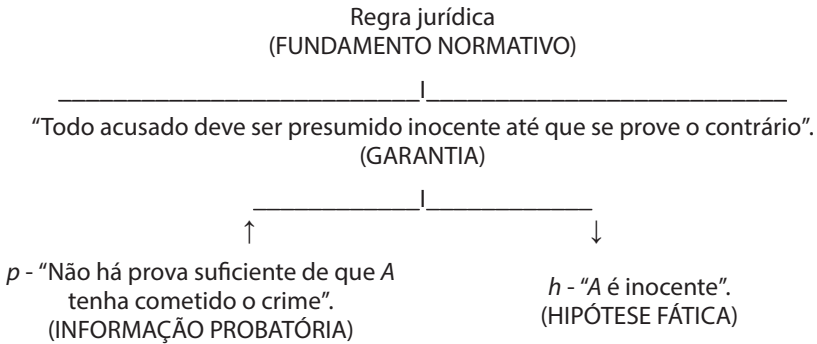 Regra jurídica
(FUNDAMENTO NORMATIVO)
“Todo acusado deve ser presumido inocente até que se prove o contrário”.
(GARANTIA)
p - “Não há prova suficiente de que A
tenha cometido o crime”.
(INFORMAÇÃO PROBATÓRIA)
h - “A é inocente”.
(HIPÓTESE FÁTICA)